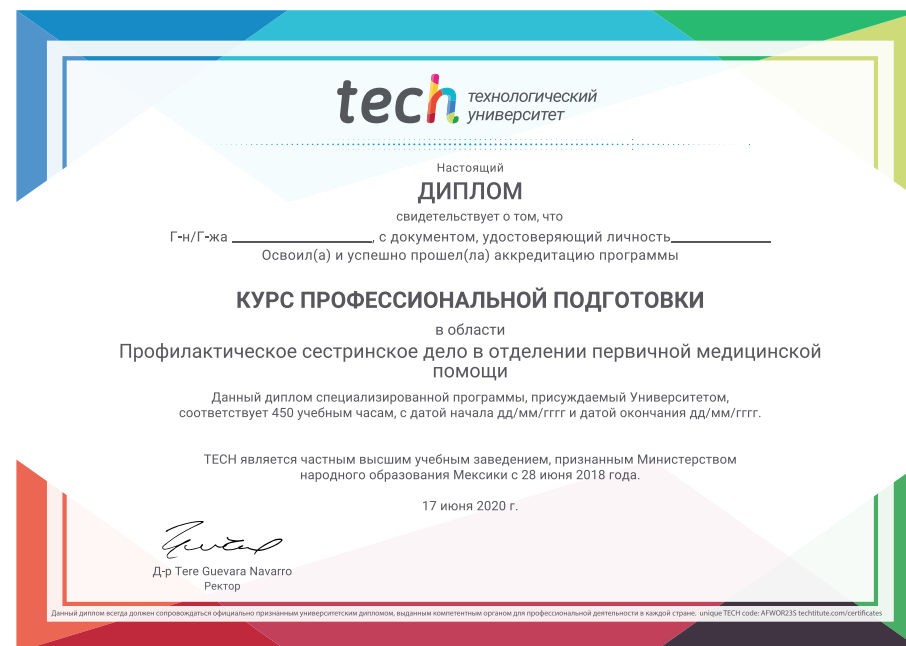 tech технологический
университет
Настоящий
ДИПЛОМ
свидетельствует о том, что
Г-н/Г-жа ____________________, с документом, удостоверяющий личность______________
Освоил(а) и успешно прошел(ла) аккредитацию программы
КУРС ПРОФЕССИОНАЛЬНОЙ ПОДГОТОВКИ
в области
Профилактическое сестринское дело в отделении первичной медицинской
помощи
Данный диплом специализированной программы, присуждаемый Университетом,
соответствует 450 учебным часам, с датой начала дд/мм/гггг и датой окончания дд/мм/гггг.
TECH является частным высшим учебным заведением, признанным Министерством
народного образования Мексики с 28 июня 2018 года.
17 июня 2020 г.
Д-р Tere Guevara Navarro
Ректор
Данный диплом всегда должен сопровождаться официально признанным университетским дипломом, выданным компетентным органом для профессиональной деятельности в каждой стране. unique TECH code: AFWOR23S techtitute.com/certificates